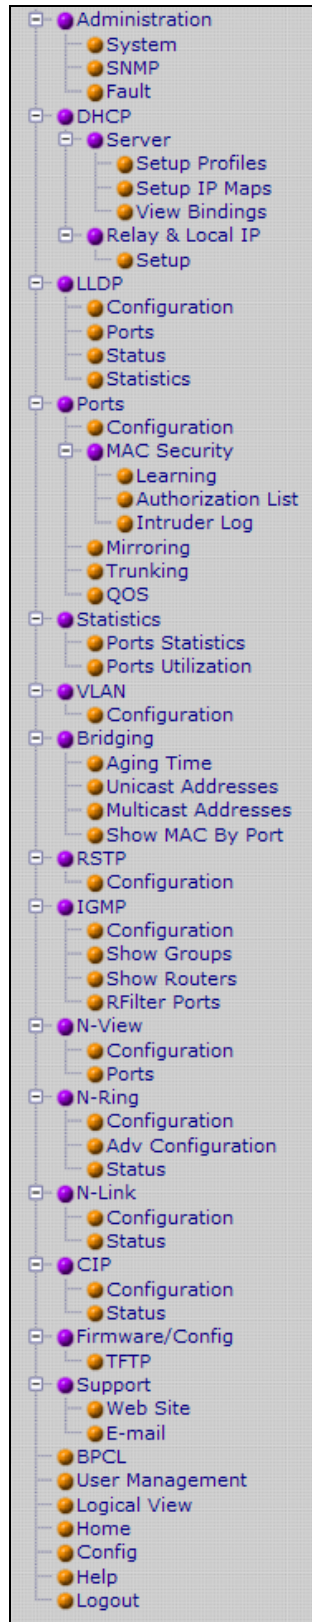 Administration
System
SNMP
Fault
DHCP
Server
Setup Profiles
Setup IP Maps
View Bindings
Relay & Local IP
Setup
LLDP
Configuration
Ports
Status
Statistics
Ports
Configuration
MAC Security
Learning
Authorization List
Intruder Log
Mirroring
Trunking
QOS
Statistics
Ports Statistics
Ports Utilization
VLAN
Configuration
Bridging
Aging Time
Unicast Addresses
Multicast Addresses
Show MAC By Port
RSTP
Configuration
IGMP
Configuration
Show Groups
Show Routers
RFilter Ports
N-View
Configuration
Ports
N-Ring
Configuration
Adv Configuration
Status
N-Link
Configuration
Status
CIP
Configuration
Status
Firmware/Config
TFTP
Support
Web Site
E-mail
BPCL
User Management
Logical View
Home
Config
Help
Logout